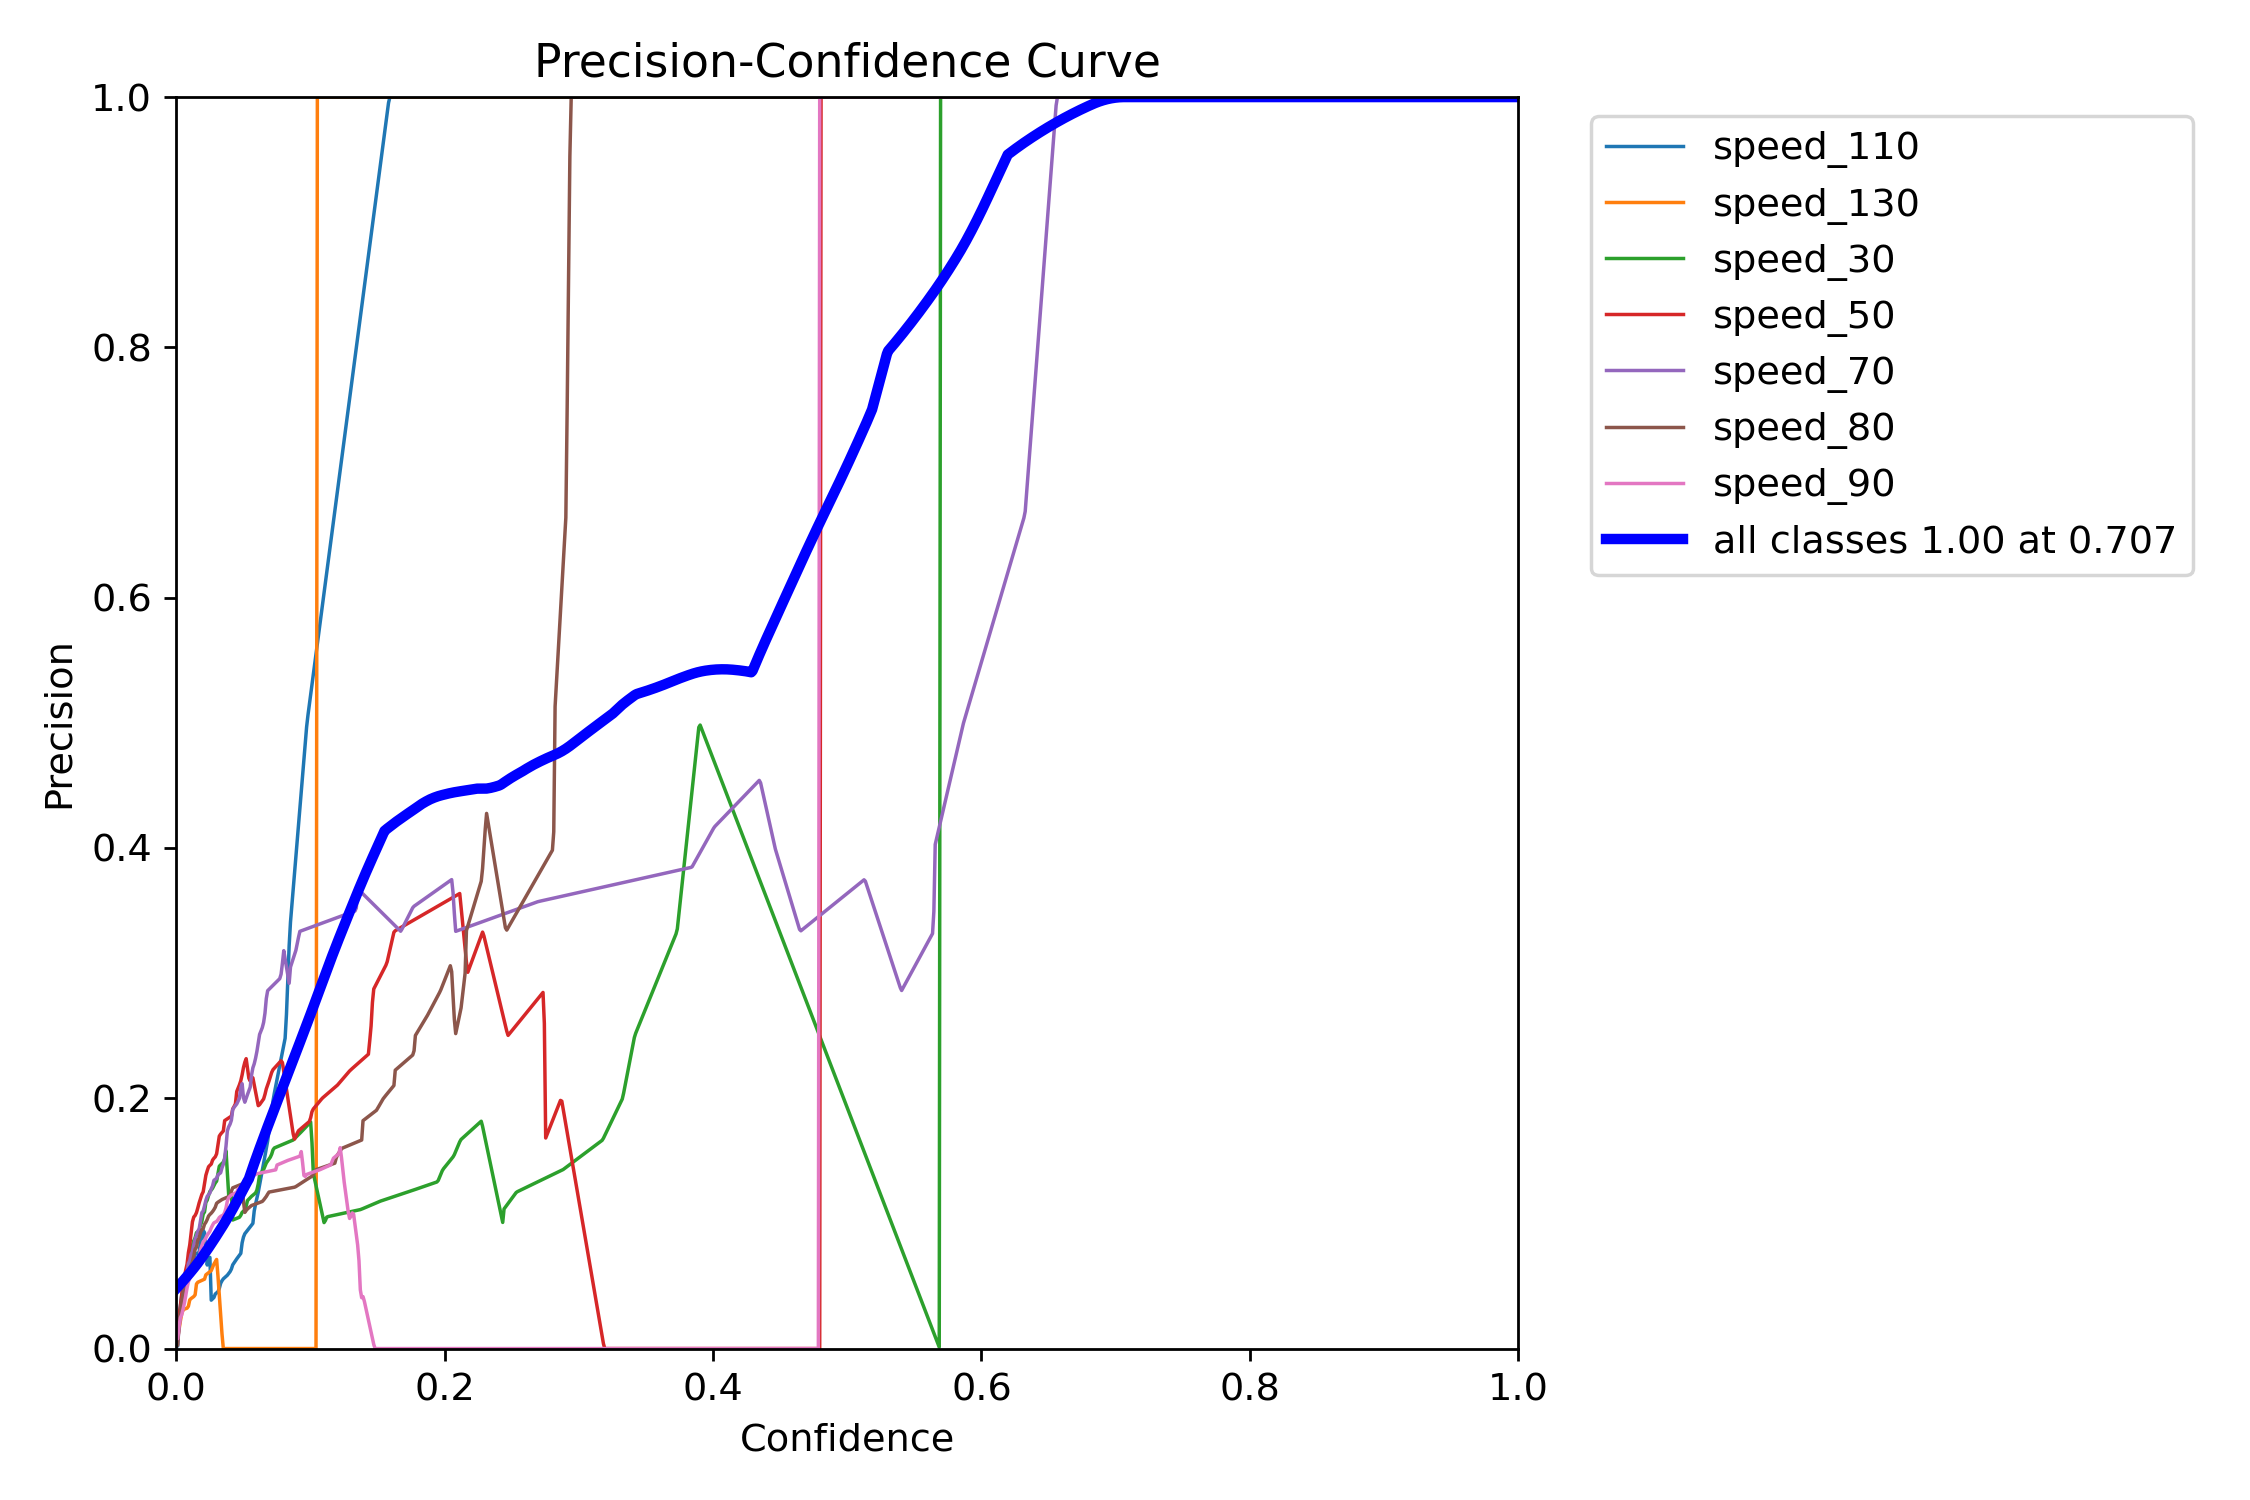 Precision-Confidence Curve
1.0
0.8
0.6
0.4
0.2
0.0
Precision
0.0 0.2 0.4 0.6 0.8 1.0
Confidence
speed_110
speed_130
speed_30
speed_50
speed_70
speed_80
speed_90
all classes 1.00 at 0.707